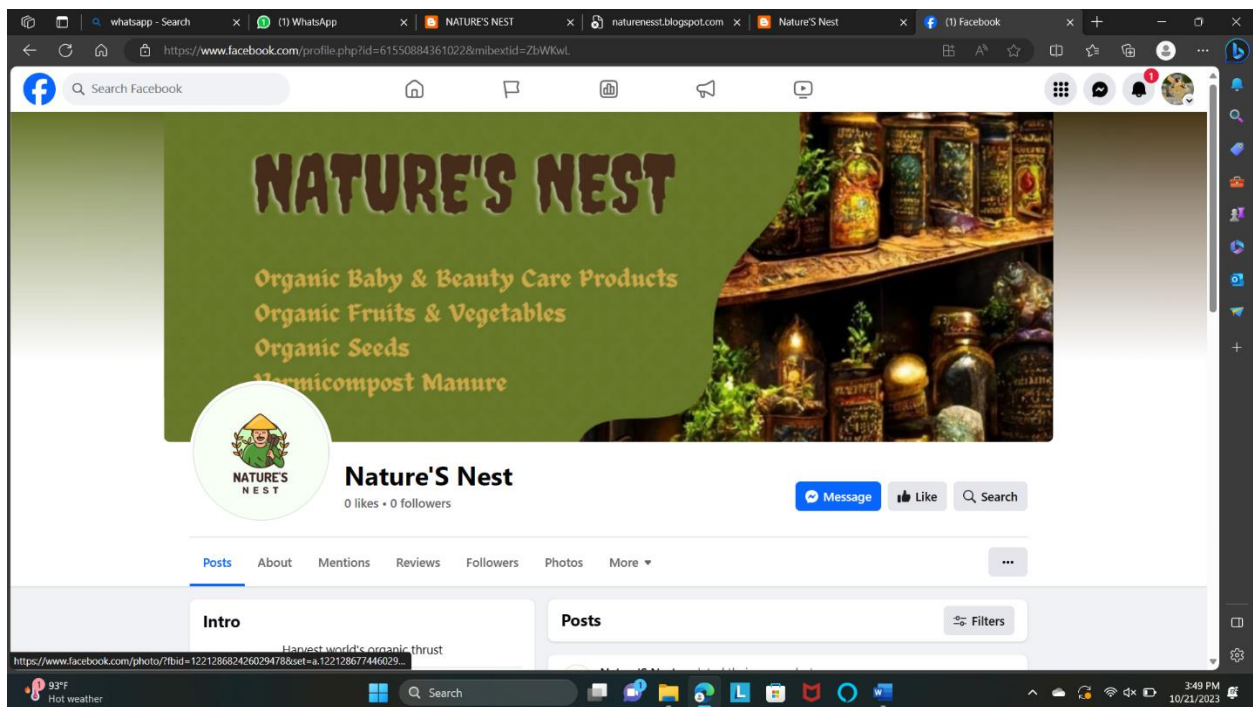 whatsapp - Search
(1) WhatsApp
NATURE'S NEST
naturenesst.blogspot.com
Nature'S Nest
(1) Facebook
https://www.facebook.com/profile.php?id=61550884361022&mibextid=ZbWKwL
Search Facebook
1
NATURE'S NEST
Organic Baby & Beauty Care Products
Organic Fruits & Vegetables
Organic Seeds
Vermicompost Manure
NATURE'S
NEST
Nature'S Nest
0 likes • 0 followers
Message
Like
Search
Posts
About
Mentions
Reviews
Followers
Photos
More
Intro
Harvest world's organic thrust
Posts
Filters
https://www.facebook.com/photo/?fbid=122128682426029478&set=a.122128677446029...
93°F
Hot weather
Search
3:49 PM
10/21/2023